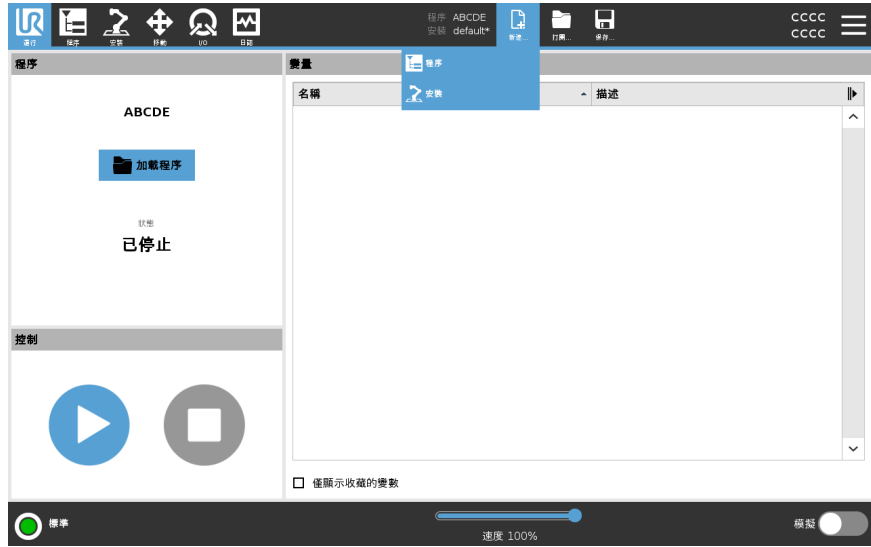 程序 ABCDE
安裝 default*
CCCC
CCCC
運行
程序
安裝
移動
I/O
日誌
新建...
打開...
保存...
程序
變量
程序
安裝
名稱
描述
ABCDE
加載程序
狀態
已停止
控制
僅顯示收藏的變數
標準
速度 100%
模擬